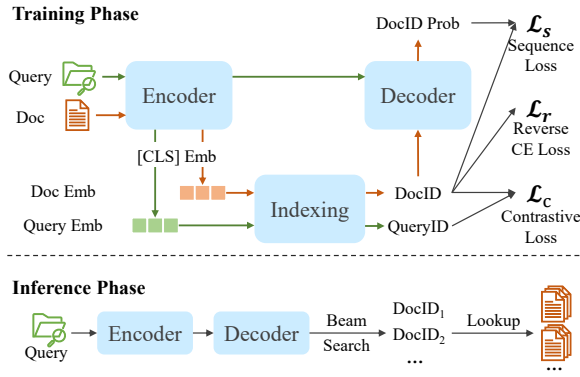 Training Phase
DocID Prob
ℒs
Sequence
Loss
Query
Encoder
Decoder
Doc
ℒr
Reverse
CE Loss
[CLS] Emb
Doc Emb
DocID
Indexing
ℒc
Query Emb
QueryID
Contrastive
Loss
Inference Phase
Query
Encoder
Decoder
Beam
Search
DocID1
DocID2
...
Lookup
...